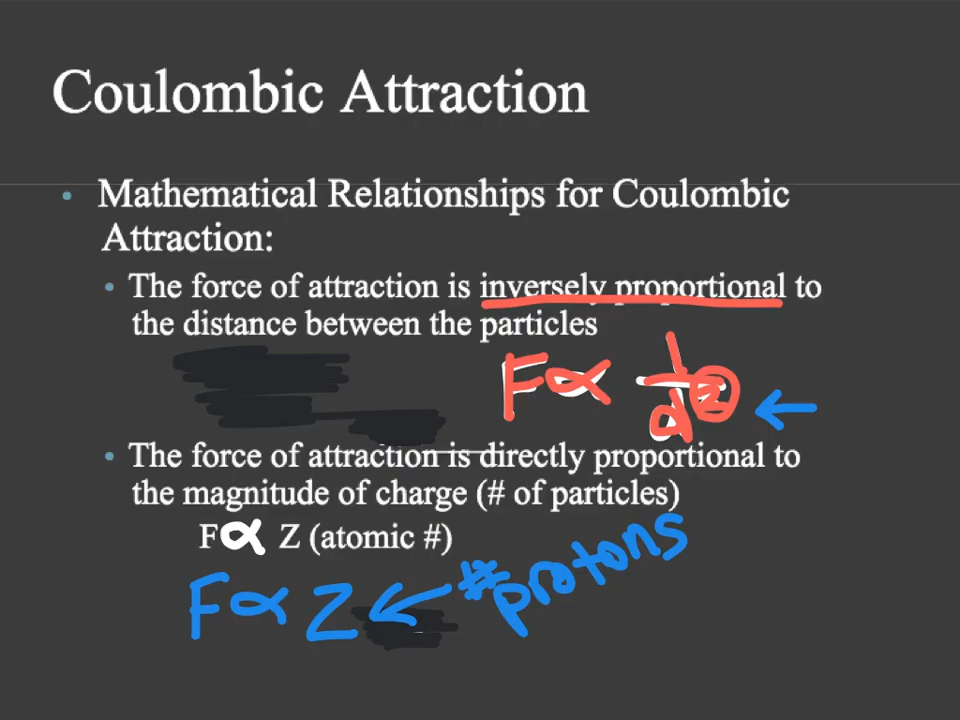 Coulombic Attraction
• Mathematical Relationships for Coulombic
Attraction:
• The force of attraction is inversely proportional to
the distance between the particles
F ∝ 1/d²
←
• The force of attraction is directly proportional to
the magnitude of charge (# of particles)
F ∝ Z (atomic #)
F ∝ Z ← # protons